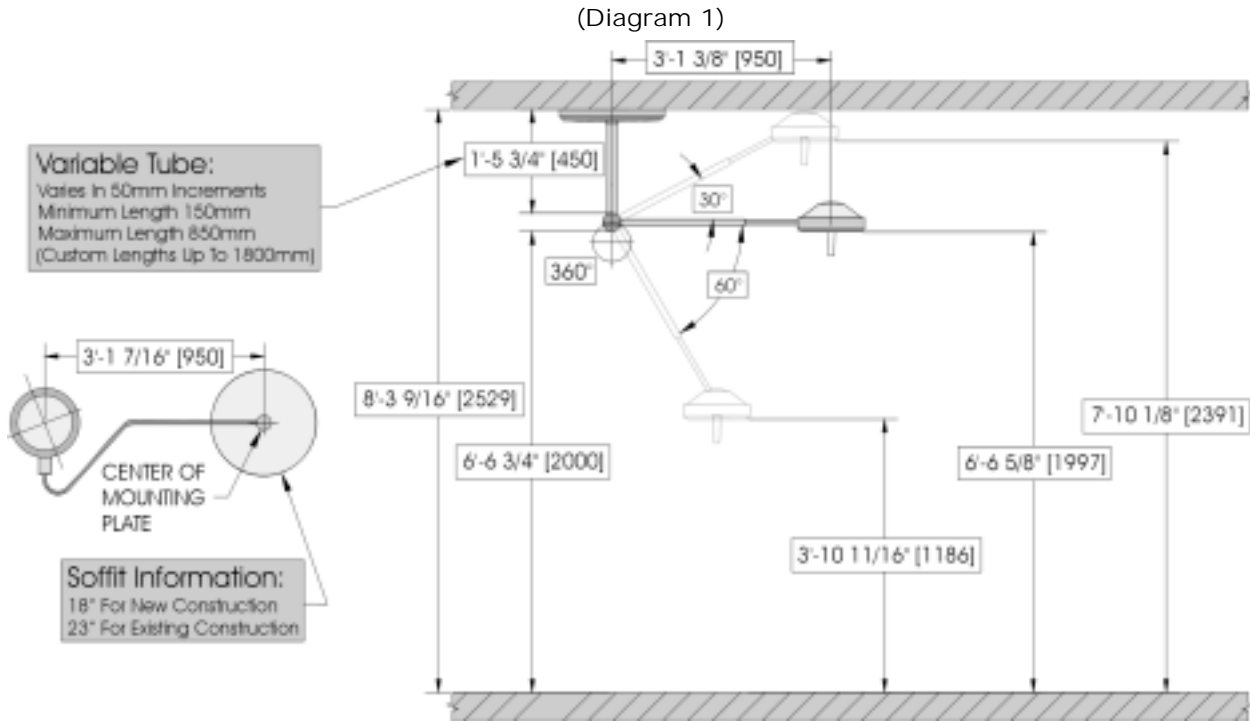 (Diagram 1)
3'-1 3/8" [950]
Variable Tube:
Varies In 50mm Increments
Minimum Length 150mm
Maximum Length 850mm
(Custom Lengths Up To 1800mm)
1'-5 3/4" [450]
30°
360°
60°
3'-1 7/16" [950]
8'-3 9/16" [2529]
7'-10 1/8" [2391]
6'-6 3/4" [2000]
6'-6 5/8" [1997]
CENTER OF
MOUNTING
PLATE
3'-10 11/16" [1186]
Soffit Information:
18" For New Construction
23" For Existing Construction